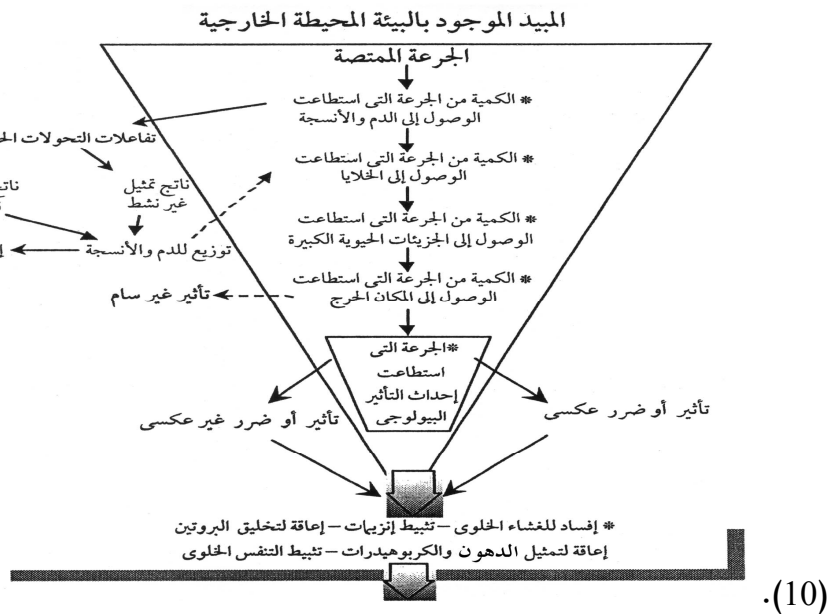 المبيد الموجود بالبيئة المحيطة الخارجية
الجرعة الممتصة
* الكمية من الجرعة التى استطاعت
الوصول إلى الدم والأنسجة
تفاعلات التحولات
* الكمية من الجرعة التى استطاعت
الوصول إلى الخلايا
ناتج تمثيل
غير نشط
* الكمية من الجرعة التى استطاعت
الوصول إلى الجزيئات الحيوية الكبيرة
توزيع للدم والأنسجة
* الكمية من الجرعة التى استطاعت
الوصول إلى المكان الحرج
تأثير غير سام
*الجرعة التى
استطاعت
إحداث التأثير
البيولوجى
تأثير أو ضرر عكسى
تأثير أو ضرر غير عكسى
* إفساد للغشاء الخلوى – تثبيط إنزيمات – إعاقة لتخليق البروتين
إعاقة لتمثيل الدهون والكربوهيدرات – تثبيط التنفس الخلوى
.(10)